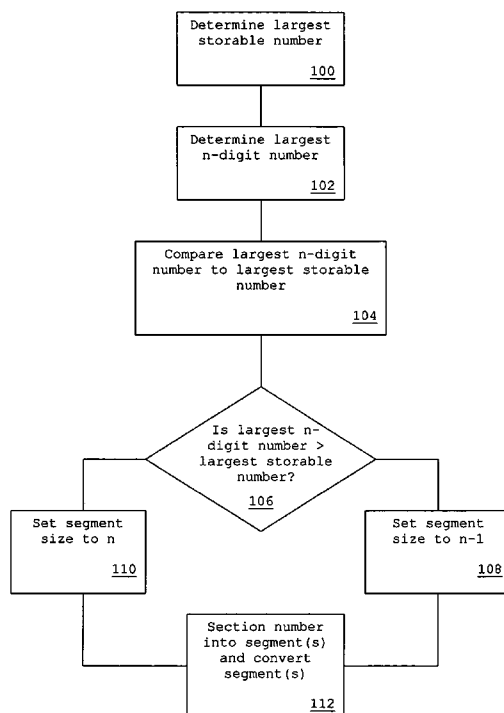 Determine largest
storable number
100
Determine largest
n-digit number
102
Compare largest n-digit
number to largest storable
number
104
Is largest n-
digit number >
largest storable
number?
106
Set segment
size to n
110
Set segment
size to n-1
108
Section number
into segment(s)
and convert
segment(s)
112